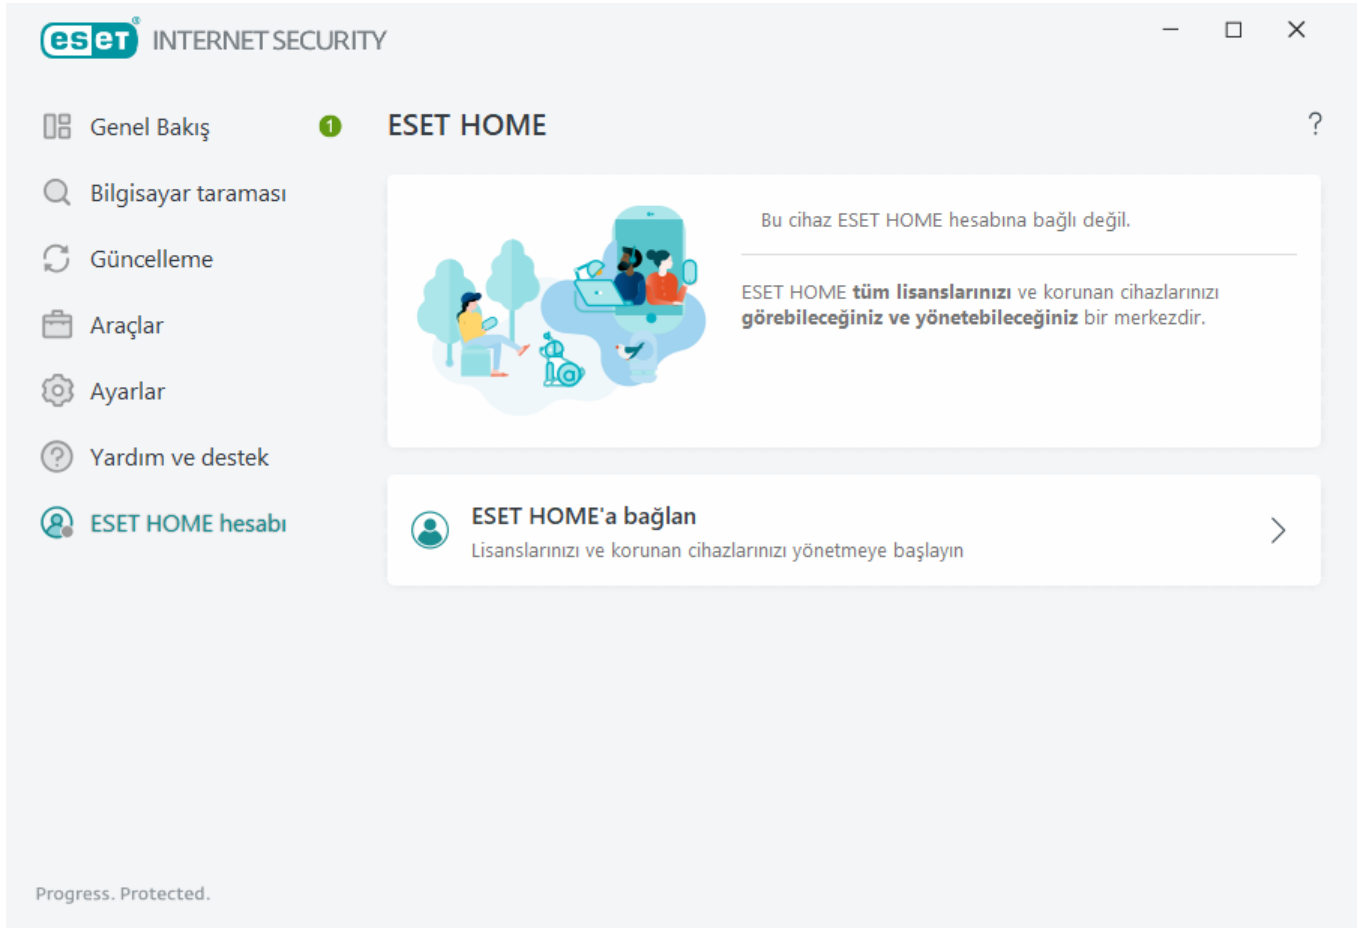 eset® INTERNET SECURITY
Genel Bakış 1
Bilgisayar taraması
Güncelleme
Araçlar
Ayarlar
Yardım ve destek
ESET HOME hesabı
ESET HOME ?
Bu cihaz ESET HOME hesabına bağlı değil.
ESET HOME tüm lisanslarınızı ve korunan cihazlarınızı
görebileceğiniz ve yönetebileceğiniz bir merkezdir.
ESET HOME'a bağlan
Lisanslarınızı ve korunan cihazlarınızı yönetmeye başlayın
Progress. Protected.